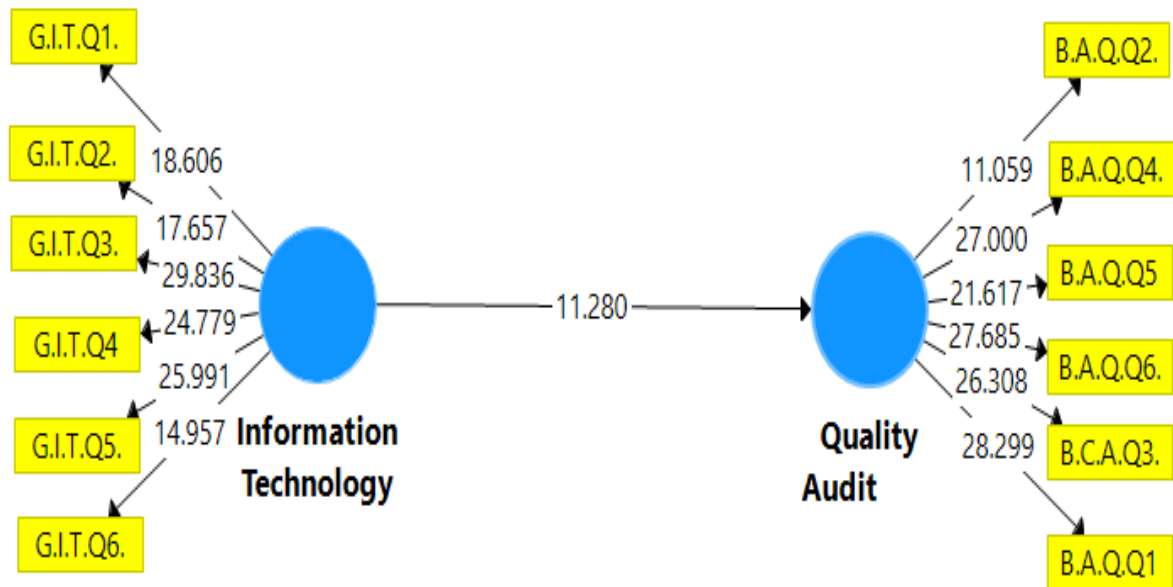 G.I.T.Q1.
G.I.T.Q2.
G.I.T.Q3.
G.I.T.Q4
G.I.T.Q5.
G.I.T.Q6.
18.606
17.657
29.836
24.779
25.991
14.957
Information
Technology
11.280
Quality
Audit
11.059
27.000
21.617
27.685
26.308
28.299
B.A.Q.Q2.
B.A.Q.Q4.
B.A.Q.Q5
B.A.Q.Q6.
B.C.A.Q3.
B.A.Q.Q1